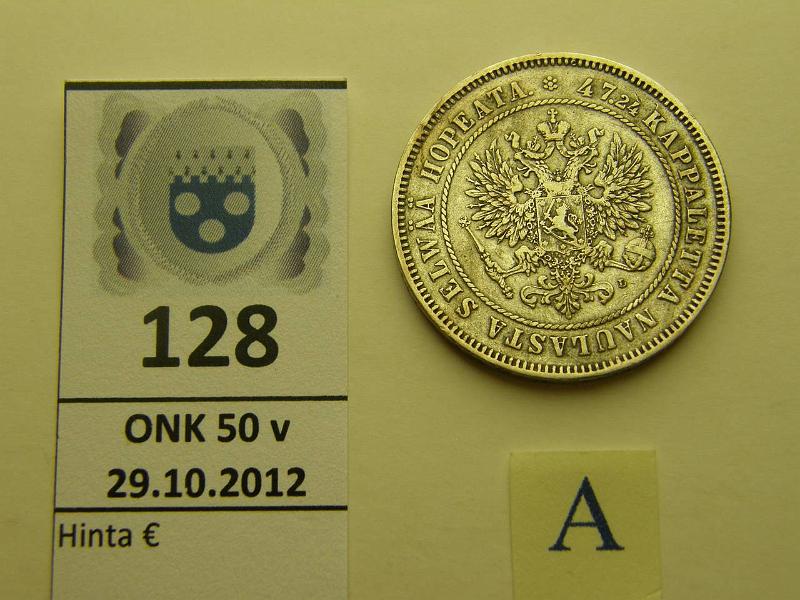 128
ONK 50 v
29.10.2012
Hinta €
47.24 KAPPALETTA NAULASTA SELWÄÄ HOPEATA
D
A